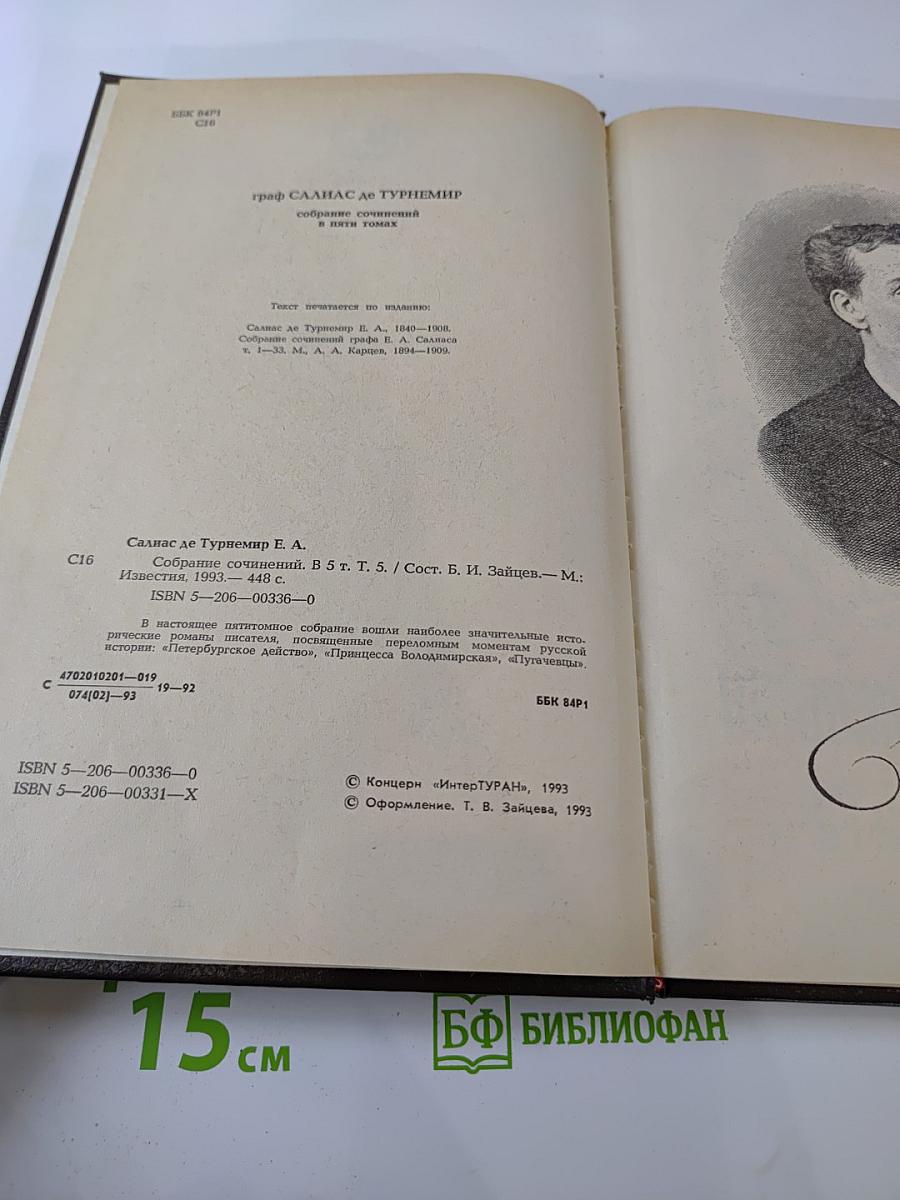 ББК 84Р1
С16
граф САЛИАС де ТУРНЕМИР
собрание сочинений
в пяти томах
Текст печатается по изданию:
Салиас де Турнемир Е. А., 1840—1908.
Собрание сочинений графа Е. А. Салиаса
т. 1—33. М., А. А. Карцев, 1894—1909.
Салиас де Турнемир Е. А.
С16
Собрание сочинений. В 5 т. Т. 5. / Сост. Б. И. Зайцев.— М.:
Известия, 1993.— 448 с.
ISBN 5—206—00336—0
В настоящее пятитомное собрание вошли наиболее значительные исто-
рические романы писателя, посвященные переломным моментам русской
истории: «Петербургское действо», «Принцесса Володимирская», «Пугачевцы».
С 4702010201—019
074(02)—93 19—92
ББК 84Р1
ISBN 5—206—00336—0
ISBN 5—206—00331—X
© Концерн «ИнтерТУРАН», 1993
© Оформление. Т. В. Зайцева, 1993
15 см
БФ БИБЛИОФАН